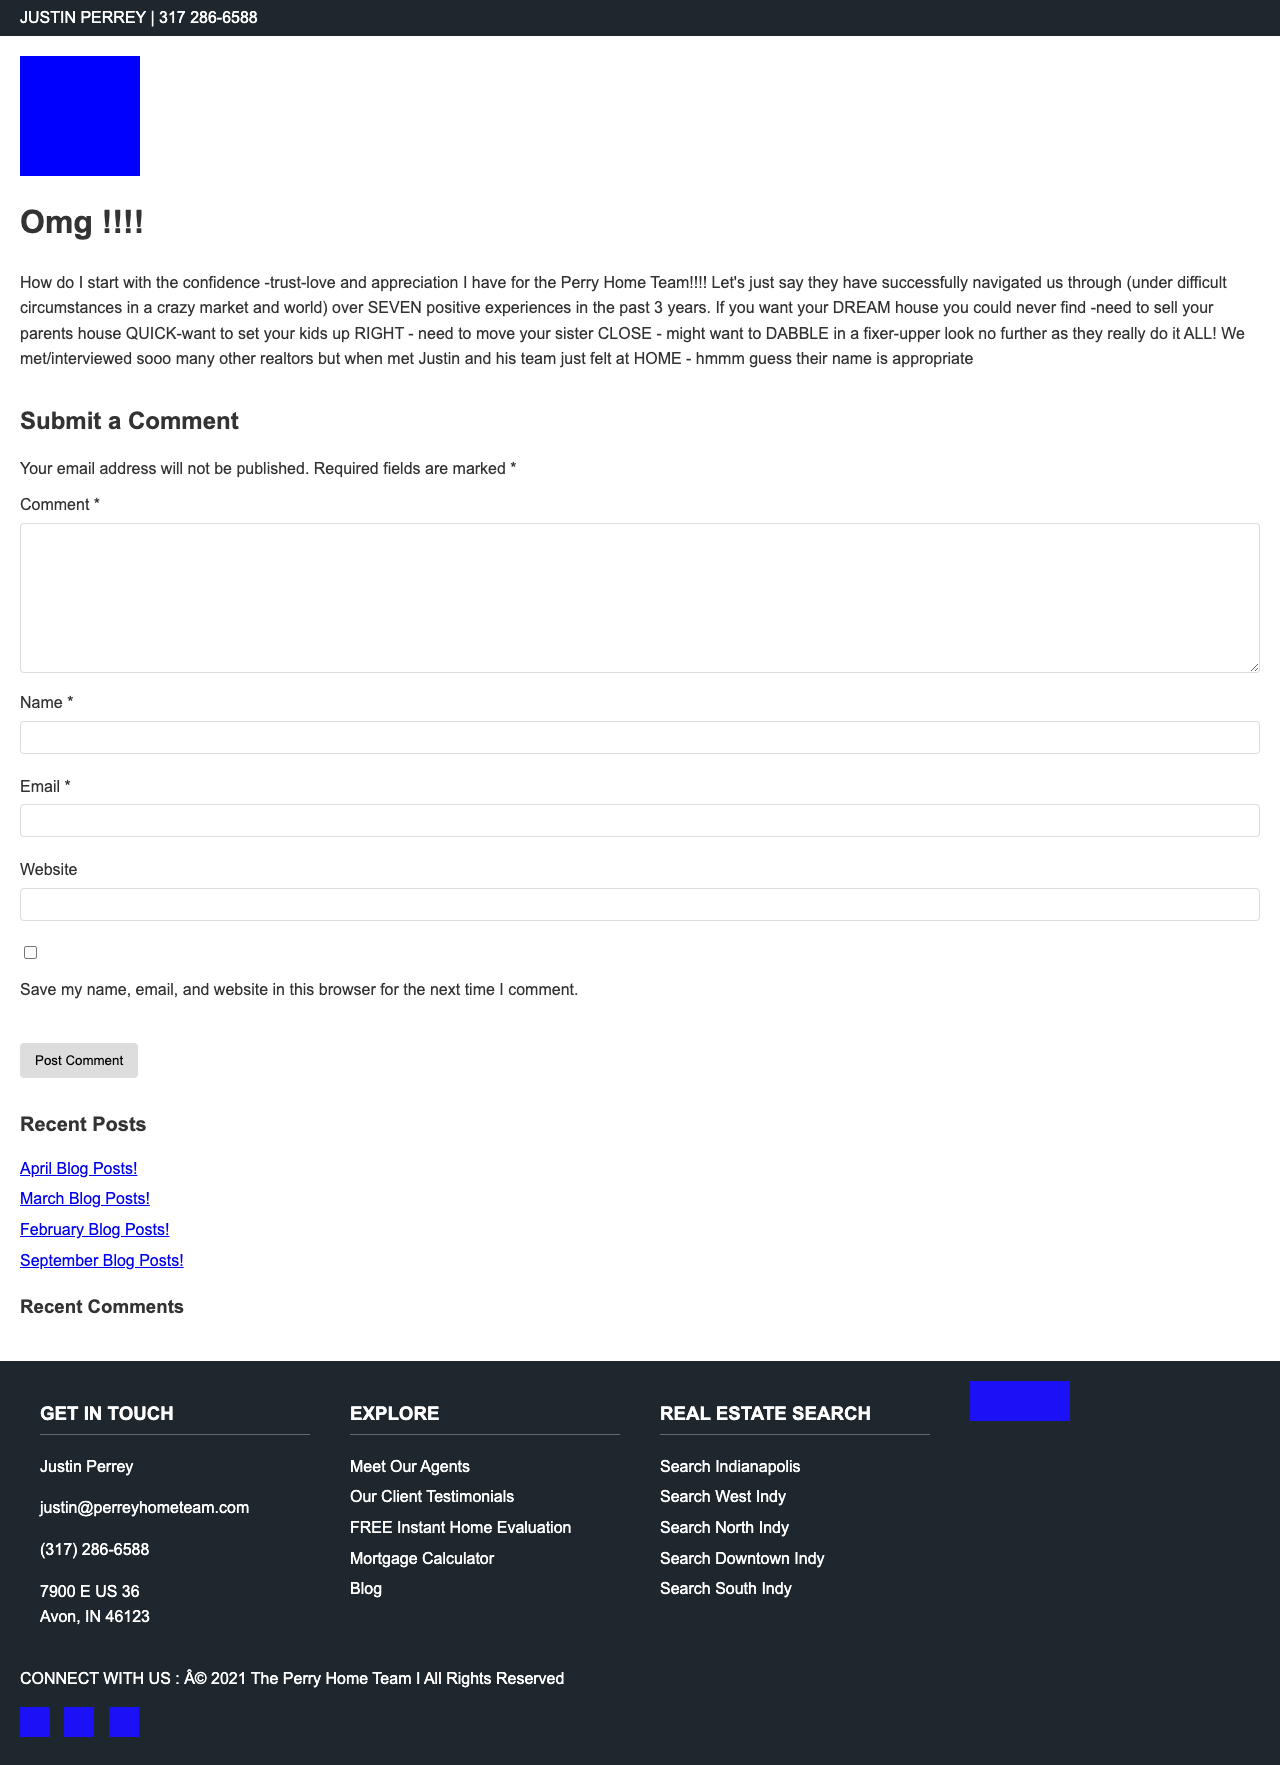 JUSTIN PERREY | 317 286-6588
Omg !!!!
How do I start with the confidence -trust-love and appreciation I have for the Perry Home Team!!!! Let's just say they have successfully navigated us through (under difficult
circumstances in a crazy market and world) over SEVEN positive experiences in the past 3 years. If you want your DREAM house you could never find -need to sell your
parents house QUICK-want to set your kids up RIGHT - need to move your sister CLOSE - might want to DABBLE in a fixer-upper look no further as they really do it ALL! We
met/interviewed sooo many other realtors but when met Justin and his team just felt at HOME - hmmm guess their name is appropriate
Submit a Comment
Your email address will not be published. Required fields are marked *
Comment *
Name *
Email *
Website
Save my name, email, and website in this browser for the next time I comment.
Post Comment
Recent Posts
April Blog Posts!
March Blog Posts!
February Blog Posts!
September Blog Posts!
Recent Comments
GET IN TOUCH
Justin Perrey
justin@perreyhometeam.com
(317) 286-6588
7900 E US 36
Avon, IN 46123
EXPLORE
Meet Our Agents
Our Client Testimonials
FREE Instant Home Evaluation
Mortgage Calculator
Blog
REAL ESTATE SEARCH
Search Indianapolis
Search West Indy
Search North Indy
Search Downtown Indy
Search South Indy
CONNECT WITH US : Â© 2021 The Perry Home Team I All Rights Reserved